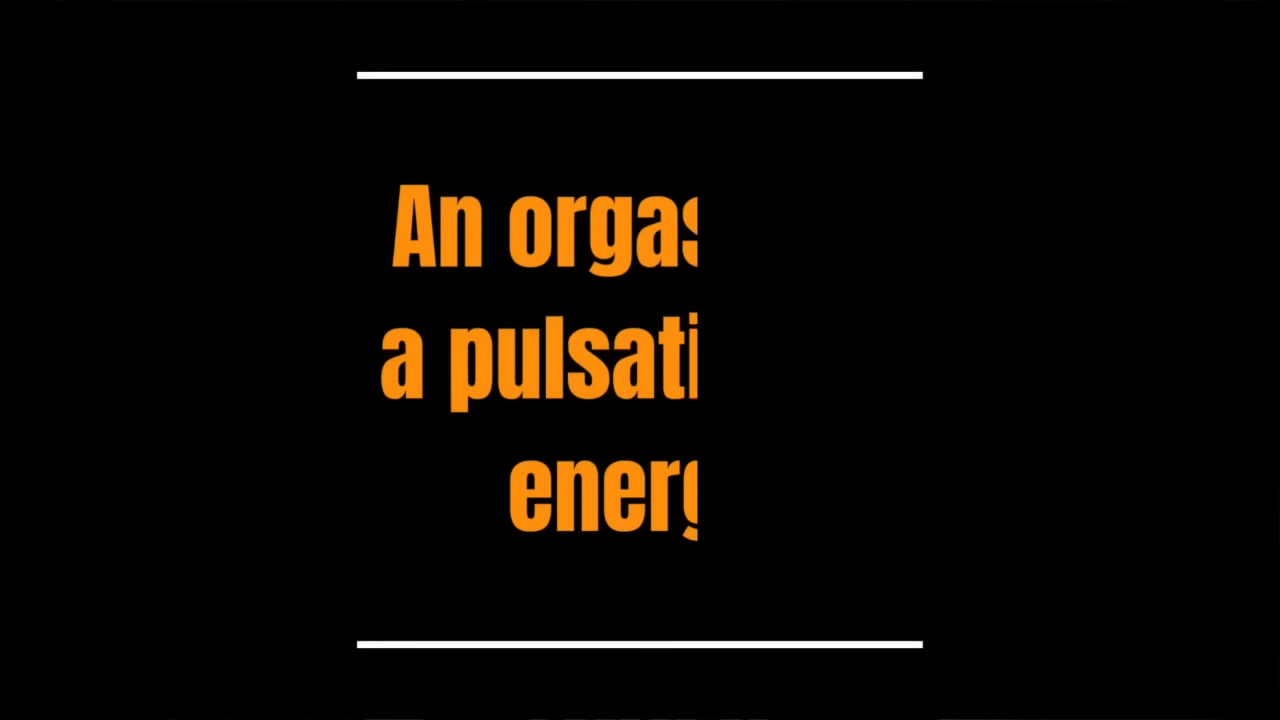 An orgas
a pulsati
energ